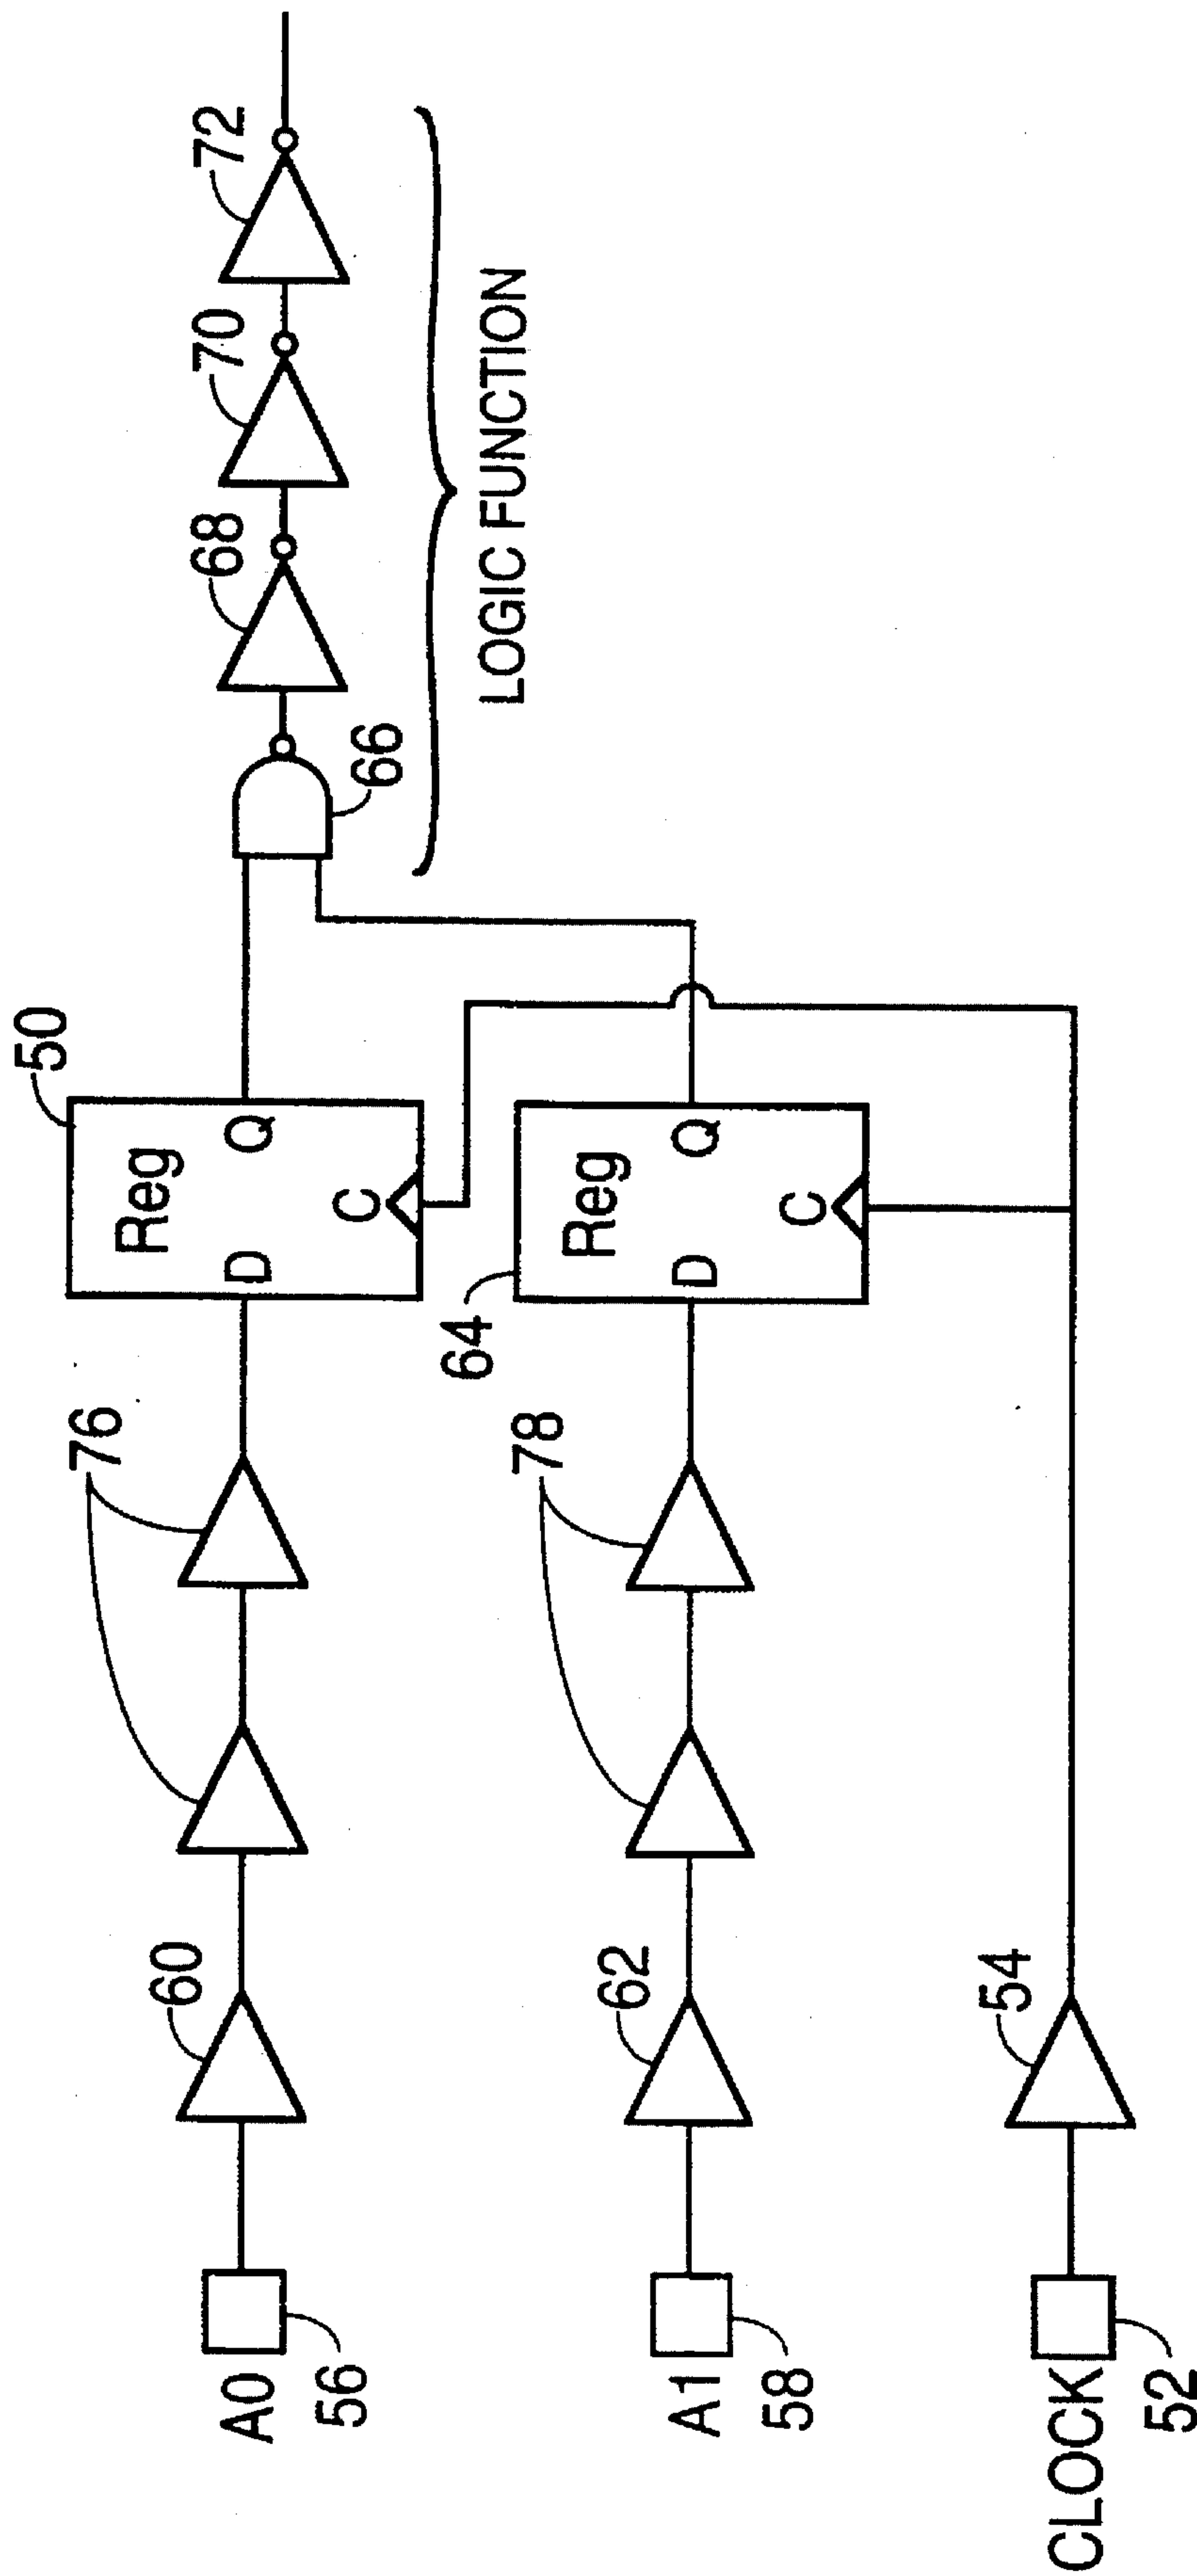 50
72
70
68
66
LOGIC FUNCTION
76
Reg
D
Q
C
60
A0
56
64
78
Reg
D
Q
C
62
A1
58
54
CLOCK
52